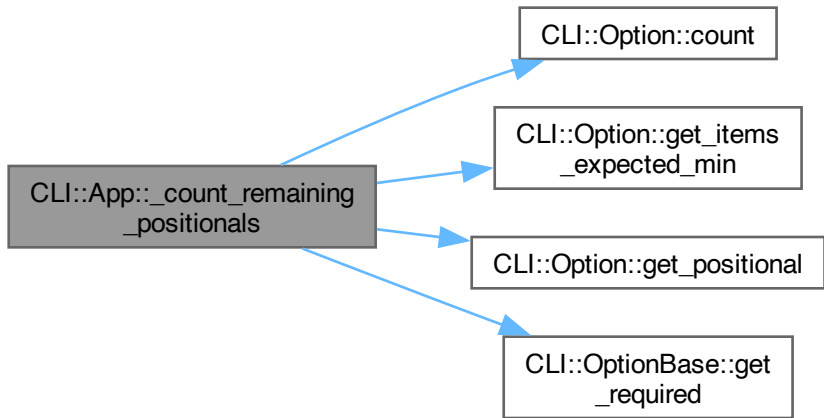 CLI::App::_count_remaining
_positionals
CLI::Option::count
CLI::Option::get_items
_expected_min
CLI::Option::get_positional
CLI::OptionBase::get
_required